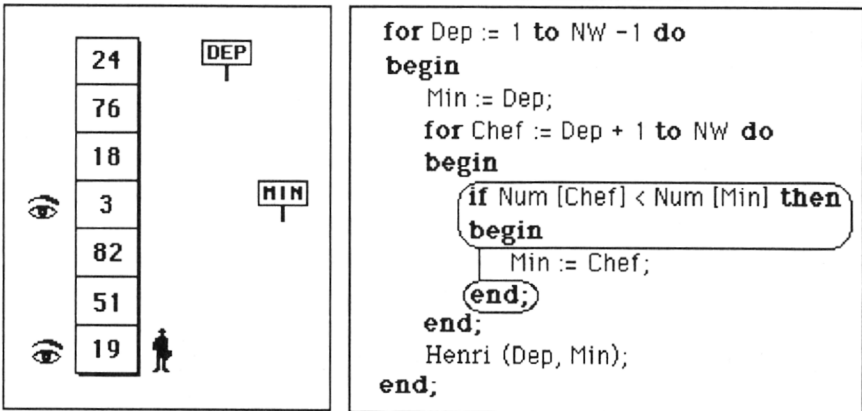 24
DEP
76
18
3
MIN
82
51
19
for Dep := 1 to NW -1 do
begin
Min := Dep;
for Chef := Dep + 1 to NW do
begin
if Num [Chef] < Num [Min] then
begin
Min := Chef;
end;
end;
Henri (Dep, Min);
end;